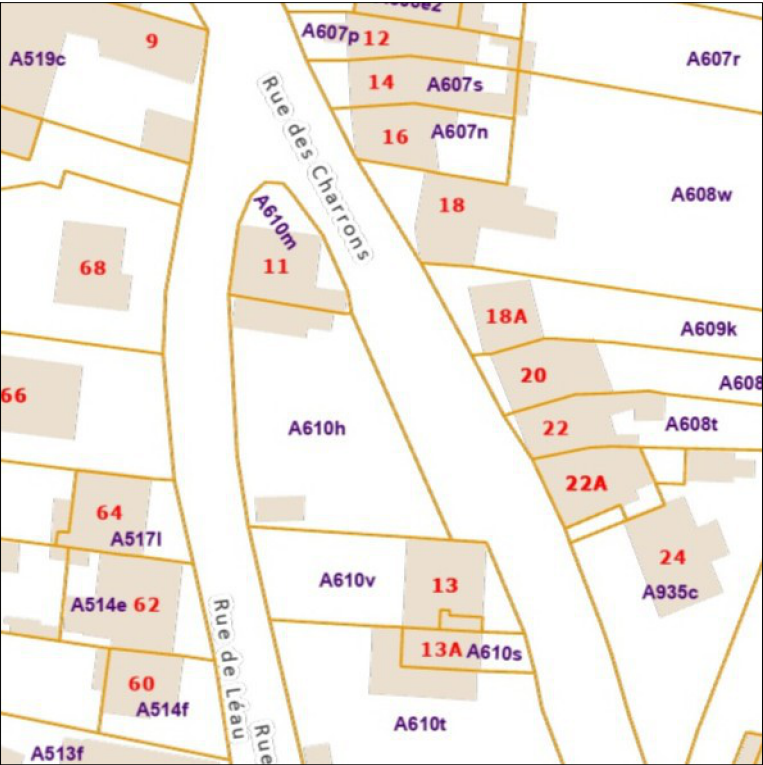 A607p 12
9
A519c
A607r
14 A607s
Rue des Charrons
16 A607n
A608w
18
A610m
68
11
18A
A609k
20
A608
66
22
A608t
A610h
22A
64
A517l
24
A610v
13
A935c
A514e 62
Rue de Léau
13A A610s
60
A514f
A610t
Rue
A513f